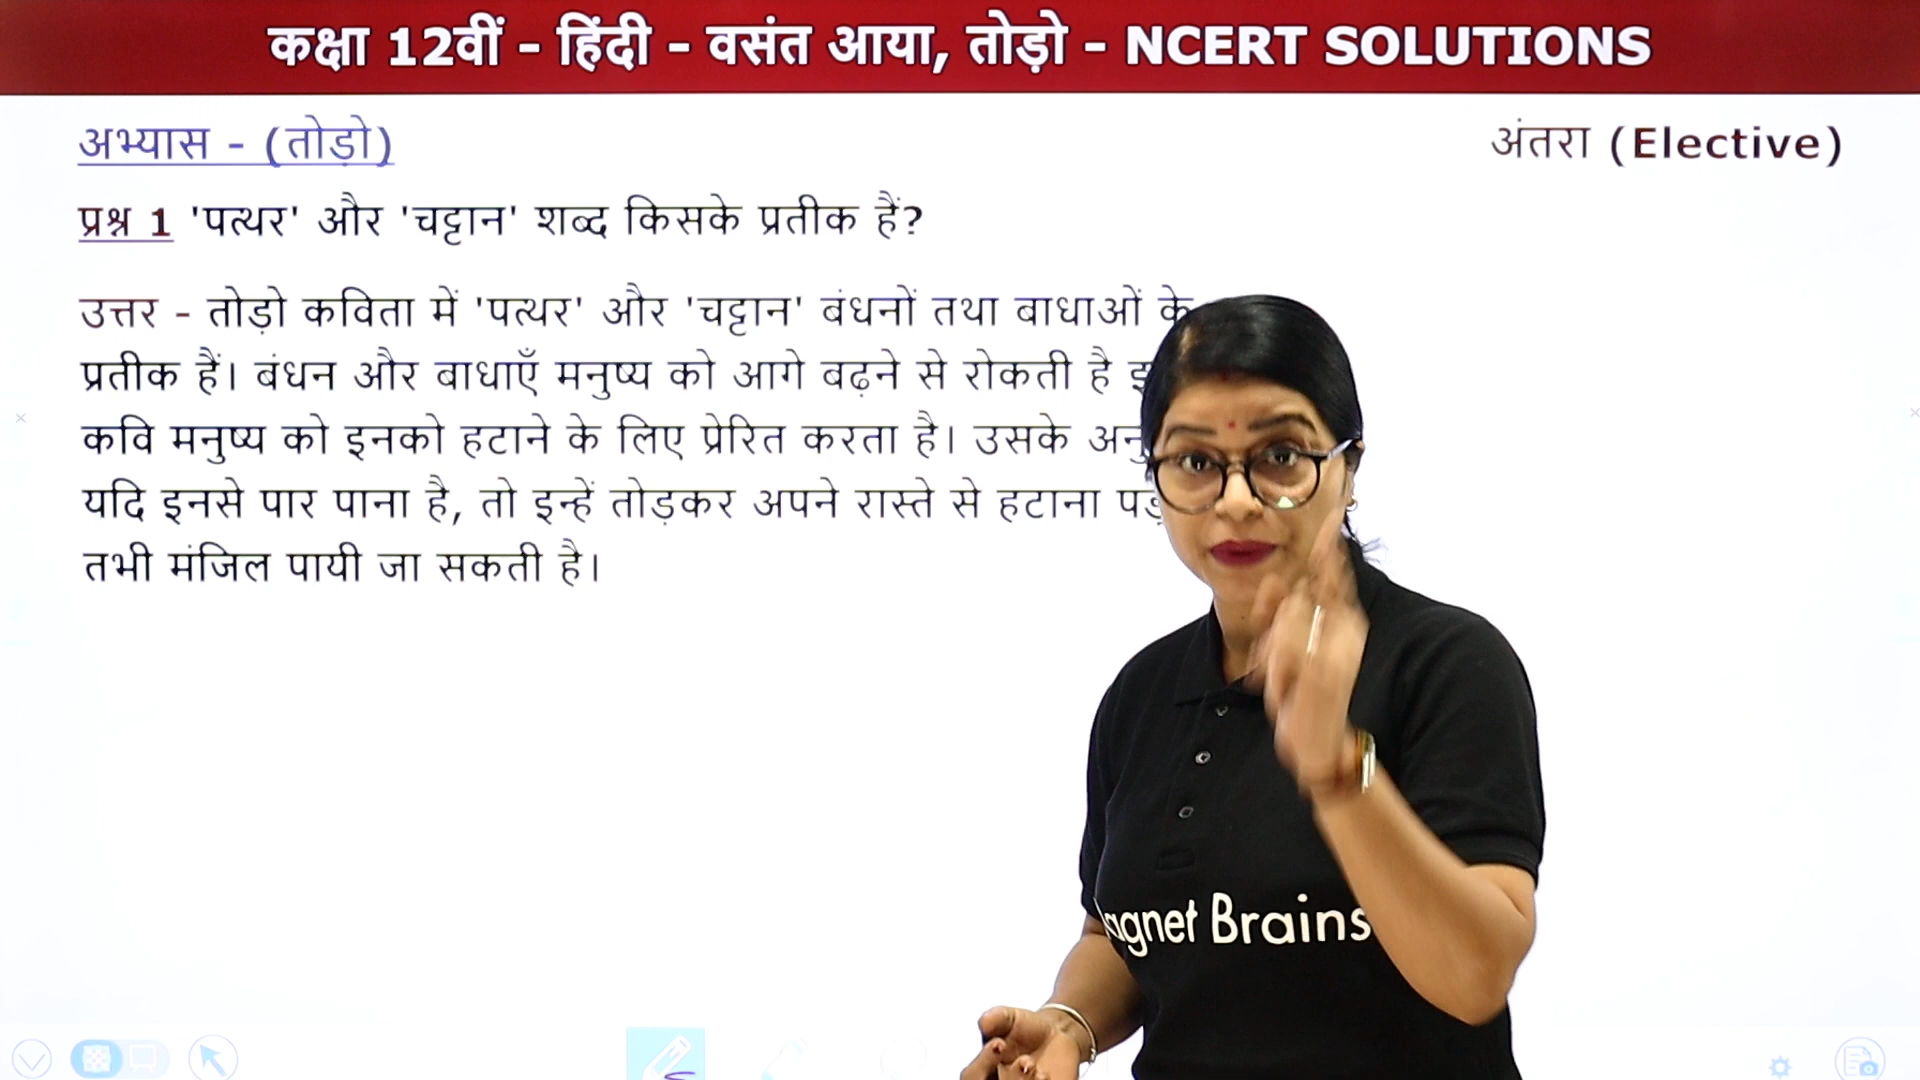 कक्षा 12वीं - हिंदी - वसंत आया, तोड़ो - NCERT SOLUTIONS
अभ्यास - (तोड़ो)
अंतरा (Elective)
प्रश्न 1 'पत्थर' और 'चट्टान' शब्द किसके प्रतीक हैं?
उत्तर - तोड़ो कविता में 'पत्थर' और 'चट्टान' बंधनों तथा बाधाओं के
प्रतीक हैं। बंधन और बाधाएँ मनुष्य को आगे बढ़ने से रोकती है
कवि मनुष्य को इनको हटाने के लिए प्रेरित करता है। उसके
यदि इनसे पार पाना है, तो इन्हें तोड़कर अपने रास्ते से हटाना
तभी मंजिल पायी जा सकती है।
agnet Brains